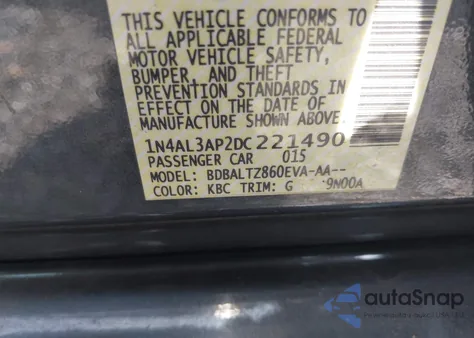 THIS VEHICLE CONFORMS TO
ALL APPLICABLE FEDERAL
MOTOR VEHICLE SAFETY,
BUMPER, AND THEFT
PREVENTION STANDARDS IN
EFFECT ON THE DATE OF
MANUFACTURE SHOWN ABOVE.
1N4AL3AP2DC221490
PASSENGER CAR 015
MODEL: BDBALTZ860EVA-AA--
COLOR: KBC TRIM: G 9N00A
autaSnap